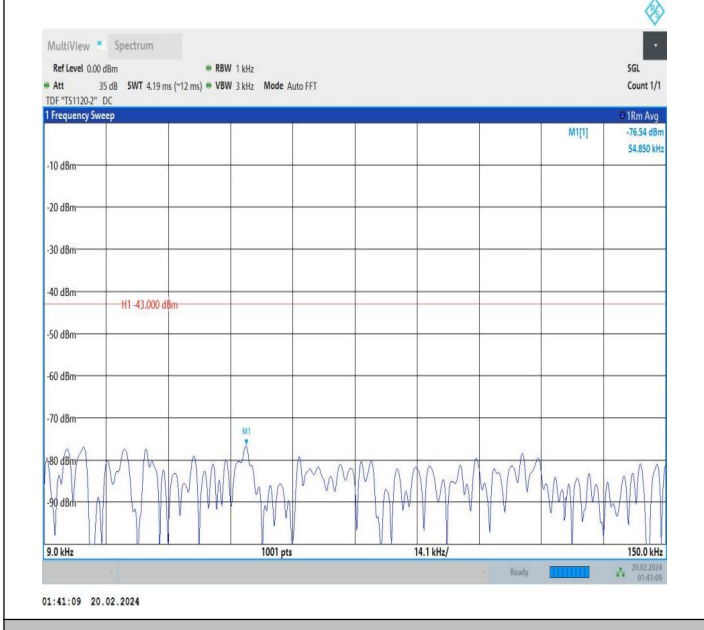 MultiView Spectrum
Ref Level 0.00 dBm RBW 1 kHz SGL
Att 35 dB SWT 4.19 ms (~12 ms) VBW 3 kHz Mode Auto FFT Count 1/1
TDF "TS1120-2" DC
1 Frequency Sweep 1Rm Avg
M1[1] -76.54 dBm
54.850 kHz
-10 dBm
-20 dBm
-30 dBm
-40 dBm
H1 -43.000 dBm
-50 dBm
-60 dBm
-70 dBm
M1
-80 dBm
-90 dBm
9.0 kHz 1001 pts 14.1 kHz/ 150.0 kHz
Ready 20.02.2024
01:41:09
01:41:09 20.02.2024